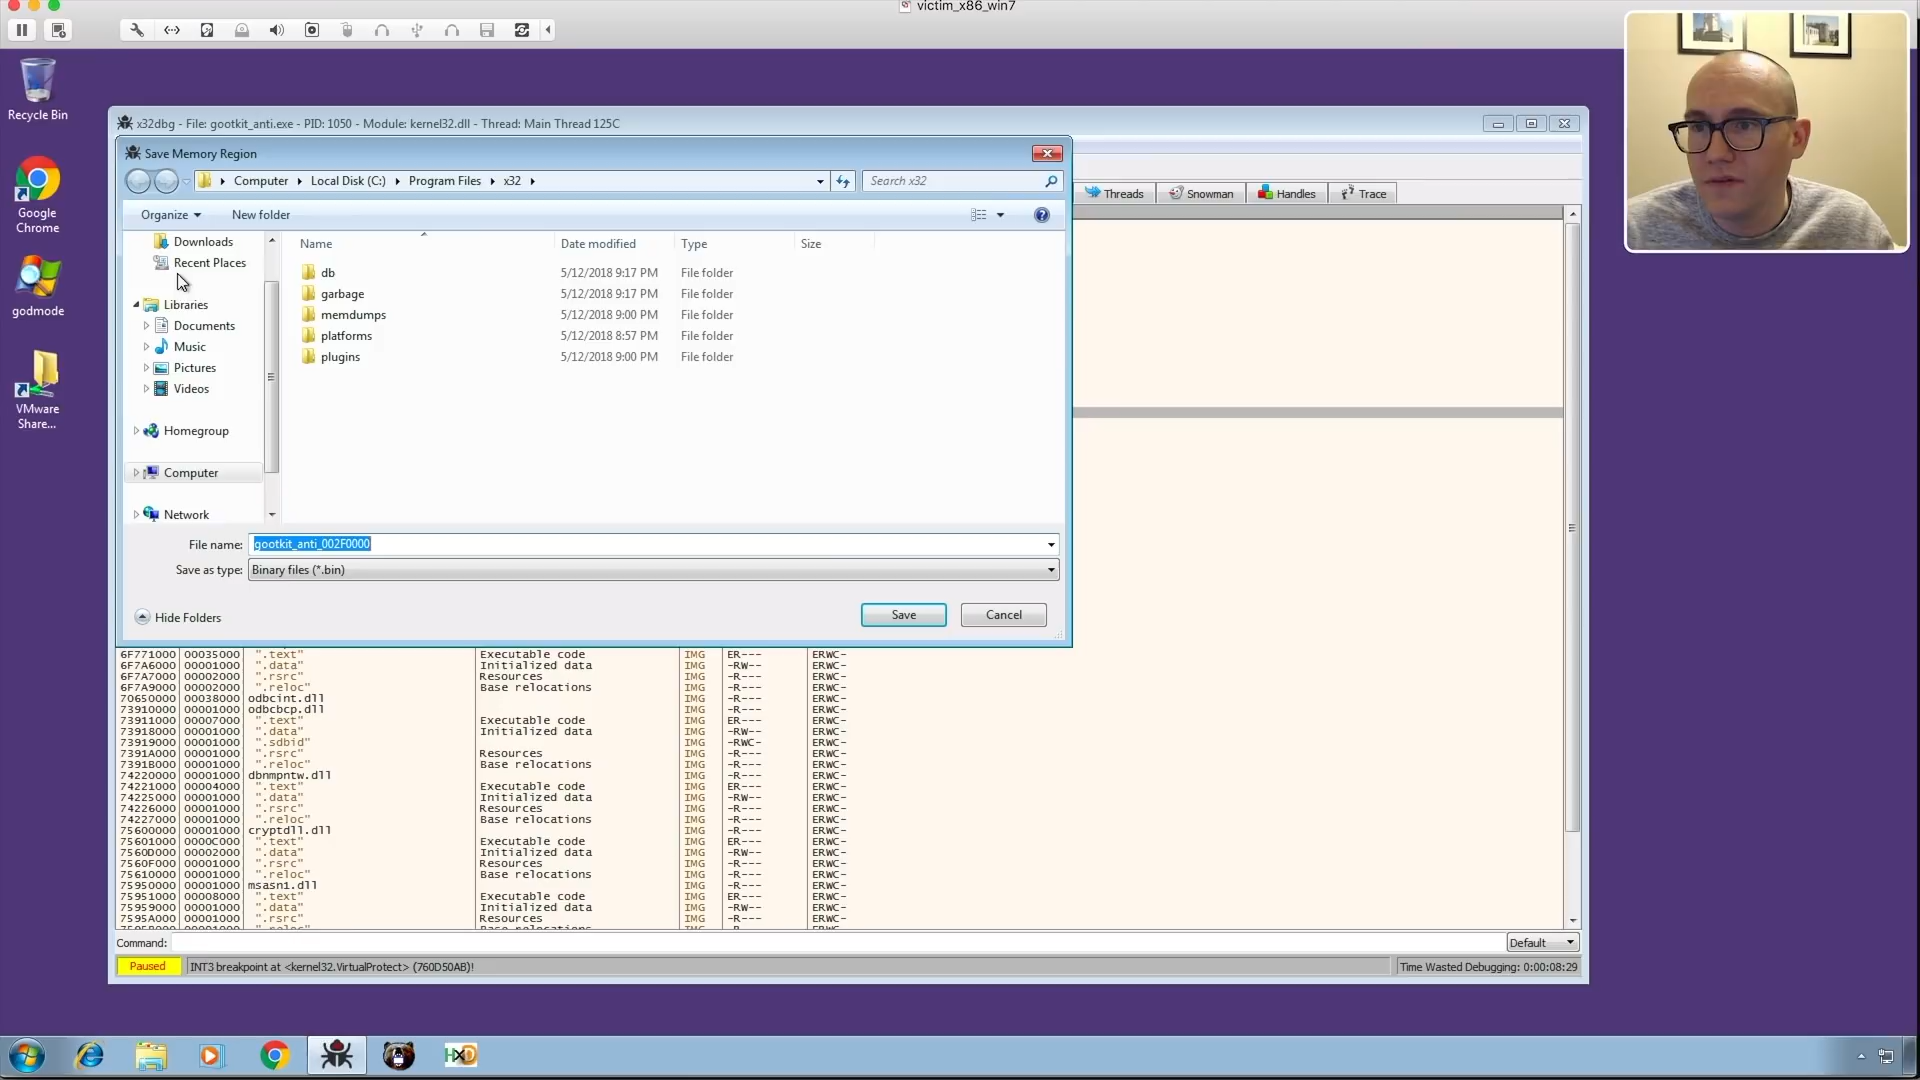 victim_x86_win7
Recycle Bin
Google
Chrome
godmode
VMware
Share...
x32dbg - File: gootkit_anti.exe - PID: 1050 - Module: kernel32.dll - Thread: Main Thread 125C
Save Memory Region
Computer
Local Disk (C:)
Program Files
x32
Search x32
Threads
Snowman
Handles
Trace
Organize
New folder
Name
Date modified
Type
Size
Downloads
Recent Places
Libraries
Documents
Music
Pictures
Videos
Homegroup
Computer
Network
db 5/12/2018 9:17 PM File folder
garbage 5/12/2018 9:17 PM File folder
memdumps 5/12/2018 9:00 PM File folder
platforms 5/12/2018 8:57 PM File folder
plugins 5/12/2018 9:00 PM File folder
File name: gootkit_anti_002F0000
Save as type: Binary files (*.bin)
Hide Folders
Save
Cancel
6F771000 00035000 ".text" Executable code IMG ER--- ERWC-
6F7A6000 00001000 ".data" Initialized data IMG -RW-- ERWC-
6F7A7000 00002000 ".rsrc" Resources IMG -R--- ERWC-
6F7A9000 00002000 ".reloc" Base relocations IMG -R--- ERWC-
70650000 00038000 odbcint.dll IMG -R--- ERWC-
73910000 00001000 odbcbcp.dll IMG -R--- ERWC-
73911000 00007000 ".text" Executable code IMG ER--- ERWC-
73918000 00001000 ".data" Initialized data IMG -RW-- ERWC-
73919000 00001000 ".sdbid" IMG -RWC- ERWC-
7391A000 00001000 ".rsrc" Resources IMG -R--- ERWC-
7391B000 00001000 ".reloc" Base relocations IMG -R--- ERWC-
74220000 00001000 dbnmpntw.dll IMG -R--- ERWC-
74221000 00004000 ".text" Executable code IMG ER--- ERWC-
74225000 00001000 ".data" Initialized data IMG -RW-- ERWC-
74226000 00001000 ".rsrc" Resources IMG -R--- ERWC-
74227000 00001000 ".reloc" Base relocations IMG -R--- ERWC-
75600000 00001000 cryptdll.dll IMG -R--- ERWC-
75601000 0000C000 ".text" Executable code IMG ER--- ERWC-
7560D000 00002000 ".data" Initialized data IMG -RW-- ERWC-
7560F000 00001000 ".rsrc" Resources IMG -R--- ERWC-
75610000 00001000 ".reloc" Base relocations IMG -R--- ERWC-
75950000 00001000 msasn1.dll IMG -R--- ERWC-
75951000 00008000 ".text" Executable code IMG ER--- ERWC-
75959000 00001000 ".data" Initialized data IMG -RW-- ERWC-
7595A000 00001000 ".rsrc" Resources IMG -R--- ERWC-
Command:
Default
Paused
INT3 breakpoint at <kernel32.VirtualProtect> (760D50AB)!
Time Wasted Debugging: 0:00:08:29
HXD